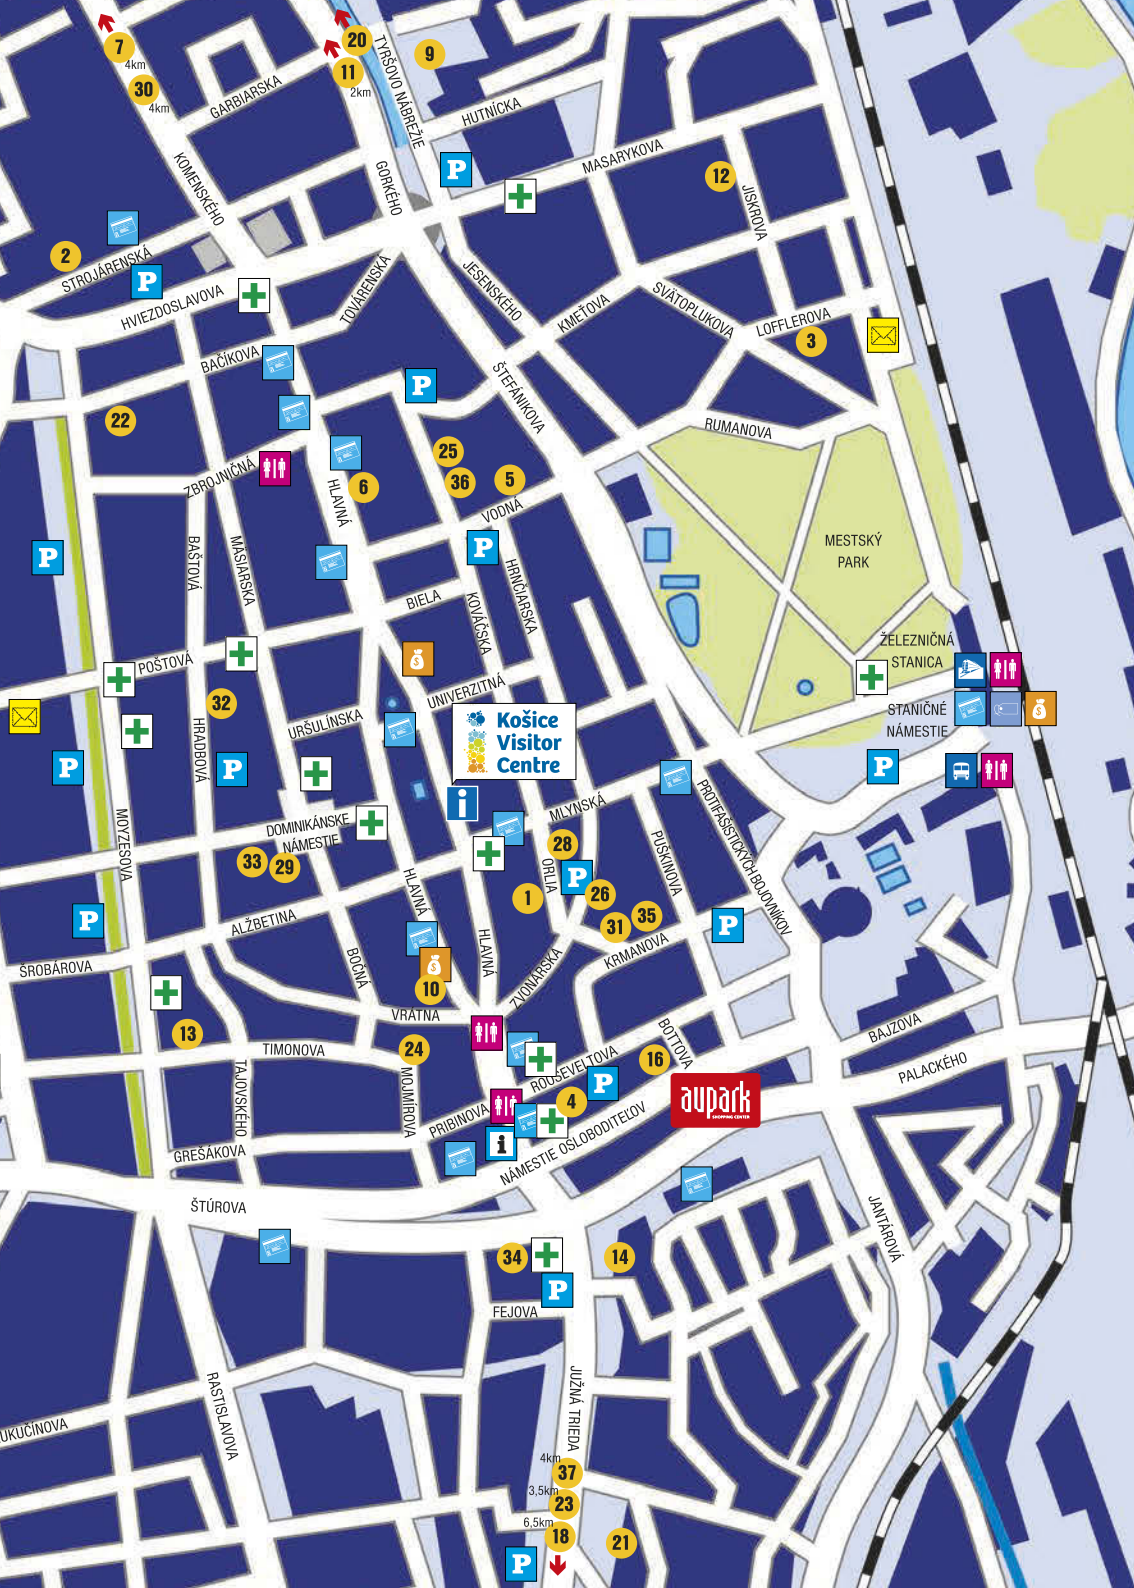 7
4km
30
4km
20
11
2km
9
TYRŠOVO NÁBREŽIE
GARBIARSKA
HUTNÍCKA
P
KOMENSKÉHO
GORKÉHO
MASARYKOVA
12
JISKROVA
2
STROJÁRENSKÁ
P
HVIEZDOSLAVOVA
TOVÁRENSKÁ
JESENSKÉHO
KMEŤOVA
SVÄTOPLUKOVA
LOFFLEROVA
3
BAČÍKOVA
P
ŠTEFÁNIKOVA
22
RUMANOVA
25
36
5
6
ZBROJNIČNÁ
HLAVNÁ
VODNÁ
P
P
BAŠTOVÁ
MÄSIARSKA
MESTSKÝ
PARK
HRNČIARSKA
BIELA
KOVÁČSKA
POŠTOVÁ
ŽELEZNIČNÁ
STANICA
UNIVERZITNÁ
32
URŠULÍNSKA
STANIČNÉ
NÁMESTIE
Košice
Visitor
Centre
HRADBOVÁ
P
P
P
i
MLYNSKÁ
PROTIFAŠISTICKÝCH BOJOVNÍKOV
MOYZESOVA
DOMINIKÁNSKE
NÁMESTIE
PUŠKINOVA
28
33
29
ORLIA
P
HLAVNÁ
1
26
P
ALŽBETINA
31
35
P
ŠROBÁROVA
BOČNÁ
HLAVNÁ
KRMANOVA
ZVONÁRSKA
10
VRÁTNA
13
TIMONOVA
24
BOTTOVA
BAJZOVA
16
ROOSEVELTOVA
PALACKÉHO
TAJOVSKÉHO
MOJMÍROVA
P
aupark
SHOPPING CENTER
4
PRIBINOVA
i
GREŠÁKOVA
NÁMESTIE OSLOBODITEĽOV
ŠTÚROVA
JANTÁROVÁ
34
14
P
FEJOVA
JUŽNÁ TRIEDA
RASTISLAVOVA
UKUČÍNOVA
4km
37
3,5km
23
6,5km
18
21
P